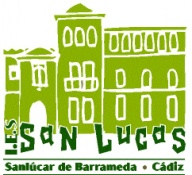 I.E.S San Lucas
Sanlúcar de Barrameda • Cádiz